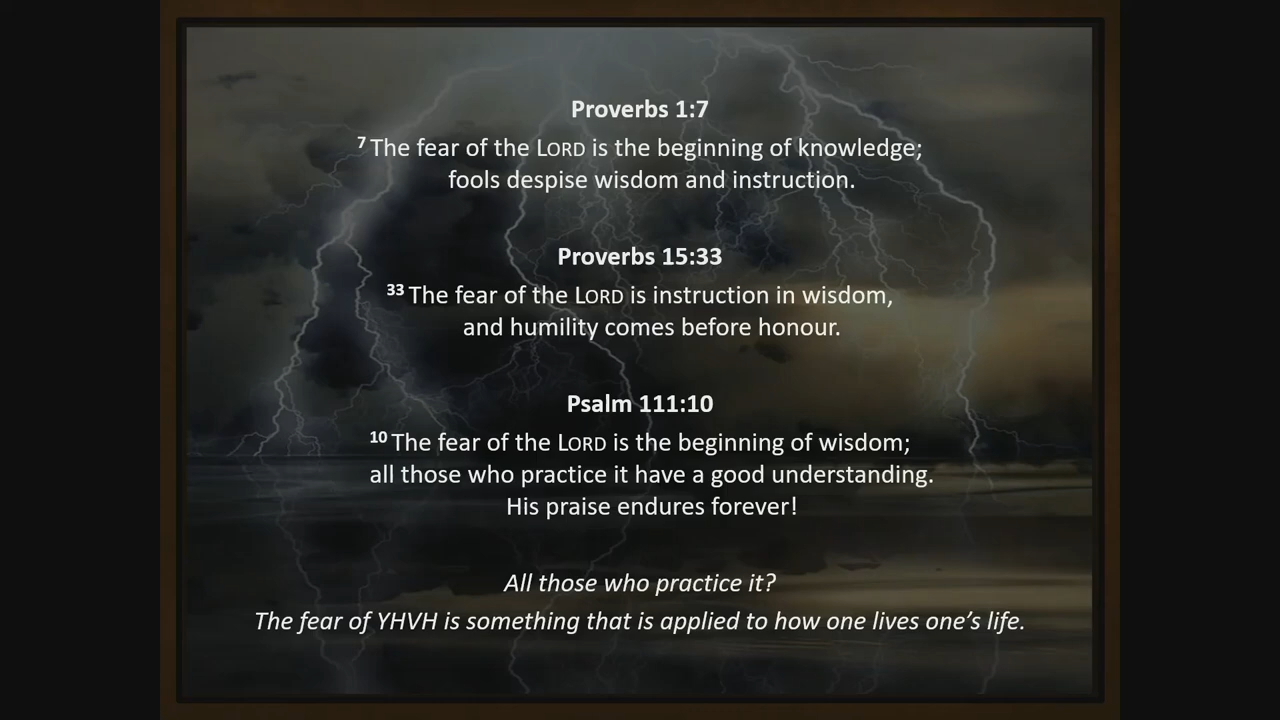 Proverbs 1:7
7 The fear of the LORD is the beginning of knowledge;
fools despise wisdom and instruction.
Proverbs 15:33
33 The fear of the LORD is instruction in wisdom,
and humility comes before honour.
Psalm 111:10
10 The fear of the LORD is the beginning of wisdom;
all those who practice it have a good understanding.
His praise endures forever!
All those who practice it?
The fear of YHVH is something that is applied to how one lives one’s life.